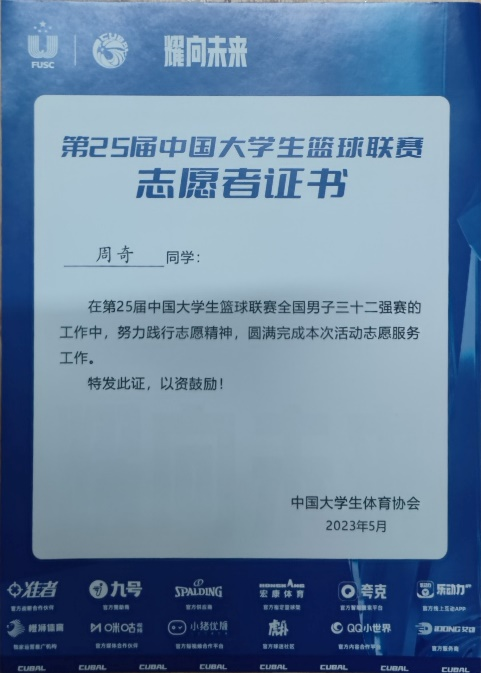 FUSC
CUBAL
耀向未来
第25届中国大学生篮球联赛
志愿者证书
周奇 同学：
在第25届中国大学生篮球联赛全国男子三十二强赛的
工作中，努力践行志愿精神，圆满完成本次活动志愿服务
工作。
特发此证，以资鼓励！
中国大学生体育协会
2023年5月
准者 九号 SPALDING 宏康体育 夸克 乐动力
橙狮体育 咪咕 小猪优版 QQ小世界
CUBAL CUBAL CUBAL CUBAL CUBAL CUBAL